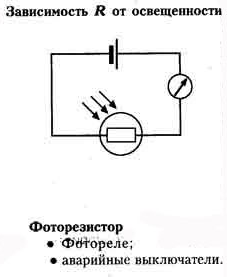 Зависимость R от освещенности
Фоторезистор
• Фотореле;
• аварийные выключатели.